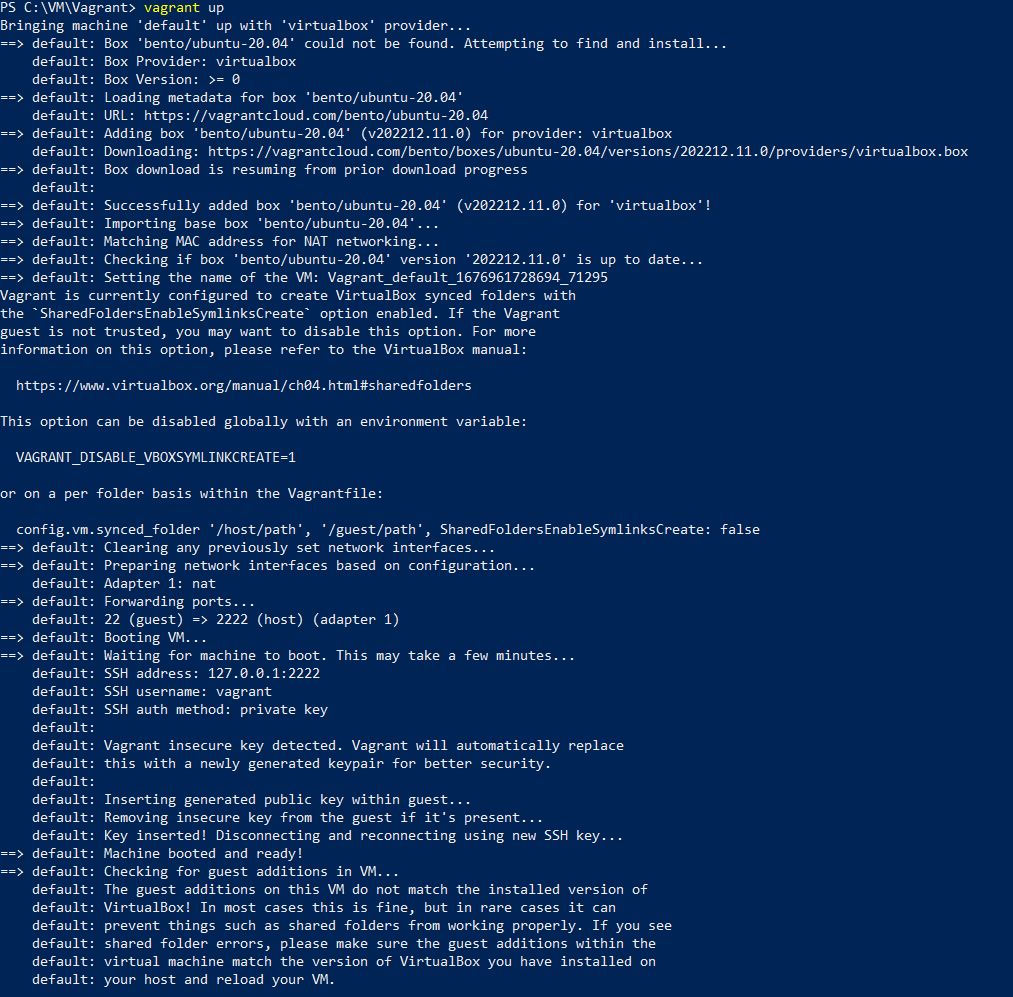 PS C:\VM\Vagrant> vagrant up
Bringing machine 'default' up with 'virtualbox' provider...
==> default: Box 'bento/ubuntu-20.04' could not be found. Attempting to find and install...
    default: Box Provider: virtualbox
    default: Box Version: >= 0
==> default: Loading metadata for box 'bento/ubuntu-20.04'
    default: URL: https://vagrantcloud.com/bento/ubuntu-20.04
==> default: Adding box 'bento/ubuntu-20.04' (v202212.11.0) for provider: virtualbox
    default: Downloading: https://vagrantcloud.com/bento/boxes/ubuntu-20.04/versions/202212.11.0/providers/virtualbox.box
==> default: Box download is resuming from prior download progress
    default:
==> default: Successfully added box 'bento/ubuntu-20.04' (v202212.11.0) for 'virtualbox'!
==> default: Importing base box 'bento/ubuntu-20.04'...
==> default: Matching MAC address for NAT networking...
==> default: Checking if box 'bento/ubuntu-20.04' version '202212.11.0' is up to date...
==> default: Setting the name of the VM: Vagrant_default_1676961728694_71295
Vagrant is currently configured to create VirtualBox synced folders with
the `SharedFoldersEnableSymlinksCreate` option enabled. If the Vagrant
guest is not trusted, you may want to disable this option. For more
information on this option, please refer to the VirtualBox manual:

  https://www.virtualbox.org/manual/ch04.html#sharedfolders

This option can be disabled globally with an environment variable:

  VAGRANT_DISABLE_VBOXSYMLINKCREATE=1

or on a per folder basis within the Vagrantfile:

  config.vm.synced_folder '/host/path', '/guest/path', SharedFoldersEnableSymlinksCreate: false
==> default: Clearing any previously set network interfaces...
==> default: Preparing network interfaces based on configuration...
    default: Adapter 1: nat
==> default: Forwarding ports...
    default: 22 (guest) => 2222 (host) (adapter 1)
==> default: Booting VM...
==> default: Waiting for machine to boot. This may take a few minutes...
    default: SSH address: 127.0.0.1:2222
    default: SSH username: vagrant
    default: SSH auth method: private key
    default:
    default: Vagrant insecure key detected. Vagrant will automatically replace
    default: this with a newly generated keypair for better security.
    default:
    default: Inserting generated public key within guest...
    default: Removing insecure key from the guest if it's present...
    default: Key inserted! Disconnecting and reconnecting using new SSH key...
==> default: Machine booted and ready!
==> default: Checking for guest additions in VM...
    default: The guest additions on this VM do not match the installed version of
    default: VirtualBox! In most cases this is fine, but in rare cases it can
    default: prevent things such as shared folders from working properly. If you see
    default: shared folder errors, please make sure the guest additions within the
    default: virtual machine match the version of VirtualBox you have installed on
    default: your host and reload your VM.